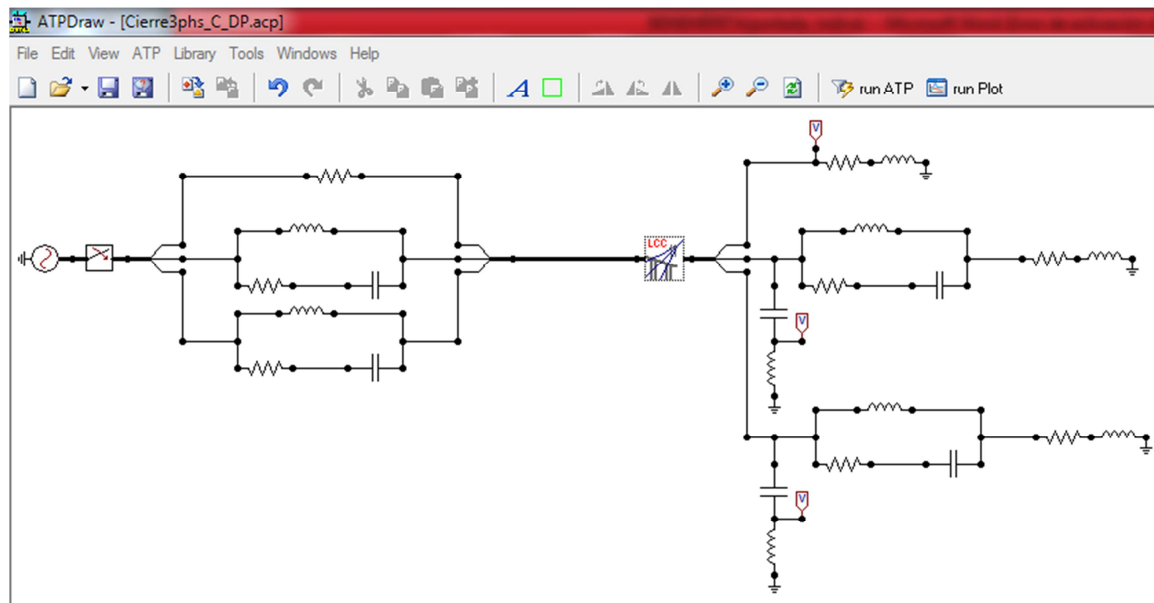 ATPDraw - [Cierre3phs_C_DP.acp]
File Edit View ATP Library Tools Windows Help
A run ATP run Plot
V
LCC
V
V